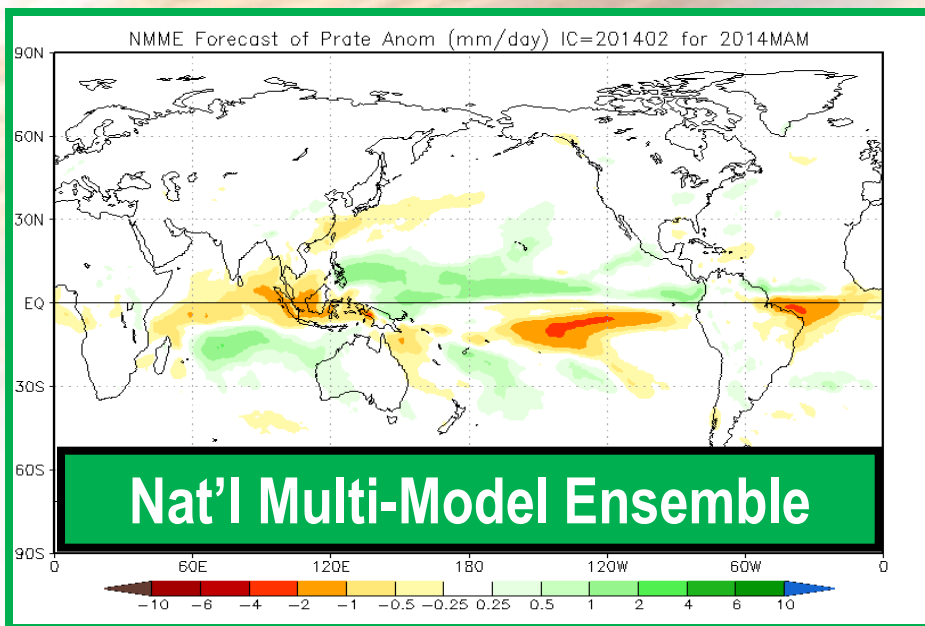 NMME Forecast of Prate Anom (mm/day) IC=201402 for 2014MAM
90N
60N
30N
EQ
30S
60S
90S
Nat’l Multi-Model Ensemble
0 60E 120E 180 120W 60W 0
−10 −6 −4 −2 −1 −0.5 −0.25 0.25 0.5 1 2 4 6 10